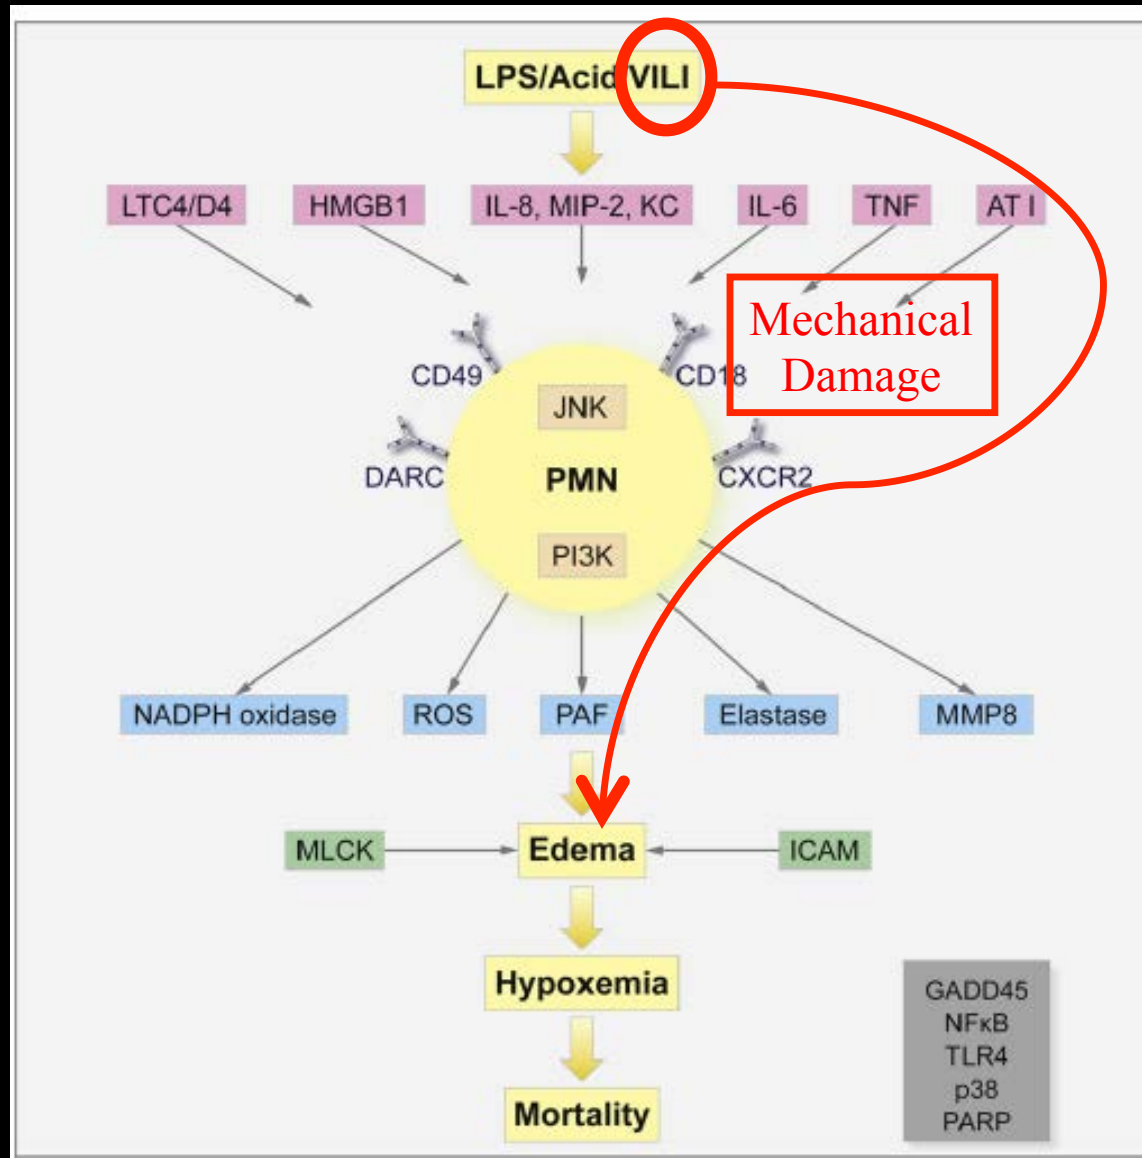 LPS/Acid/VILI
LTC4/D4
HMGB1
IL-8, MIP-2, KC
IL-6
TNF
AT I
Mechanical
Damage
CD49
CD18
JNK
DARC
PMN
CXCR2
PI3K
NADPH oxidase
ROS
PAF
Elastase
MMP8
MLCK
Edema
ICAM
Hypoxemia
Mortality
GADD45
NFκB
TLR4
p38
PARP